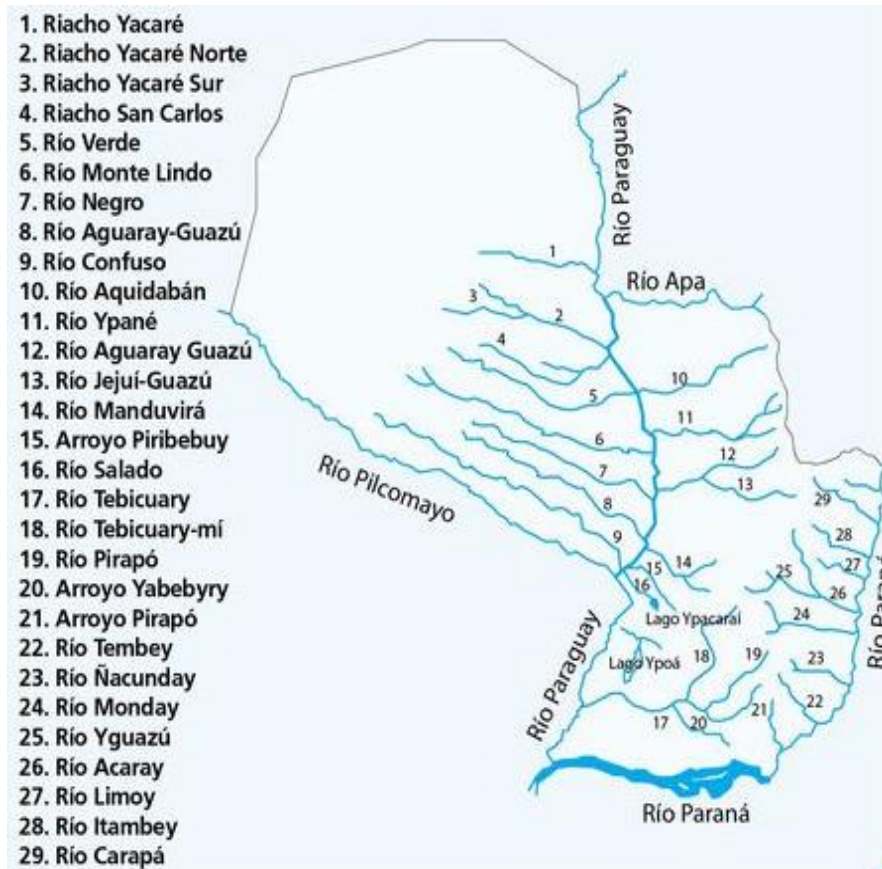 1. Riacho Yacaré
2. Riacho Yacaré Norte
3. Riacho Yacaré Sur
4. Riacho San Carlos
5. Río Verde
6. Río Monte Lindo
7. Río Negro
8. Río Aguaray-Guazú
9. Río Confuso
10. Río Aquidabán
11. Río Ypané
12. Río Aguaray Guazú
13. Río Jejuí-Guazú
14. Río Manduvirá
15. Arroyo Piribebuy
16. Río Salado
17. Río Tebicuary
18. Río Tebicuary-mí
19. Río Pirapó
20. Arroyo Yabebyry
21. Arroyo Pirapó
22. Río Tembey
23. Río Ñacunday
24. Río Monday
25. Río Yguazú
26. Río Acaray
27. Río Limoy
28. Río Itambey
29. Río Carapá
Río Paraguay
1
Río Apa
3
2
4
5
10
11
6
12
7
13
29
Río Pilcomayo
8
28
9
15
14
27
25
26
16
Lago Ypacaraí
24
Río Paraná
Río Paraguay
Lago Ypoá
18
19
23
17
20
21
22
Río Paraná